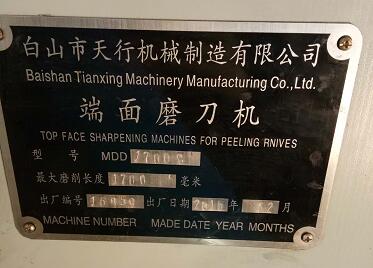 白山市天行机械制造有限公司
Baishan Tianxing Machinery Manufacturing Co.,Ltd.
端面磨刀机
TOP FACE SHARPENING MACHINES FOR PEELING RNIVES
型号 MDD
最大磨削长度 1700 毫米
出厂编号 出厂日期 年 月
MACHINE NUMBER MADE DATE YEAR MONTHS